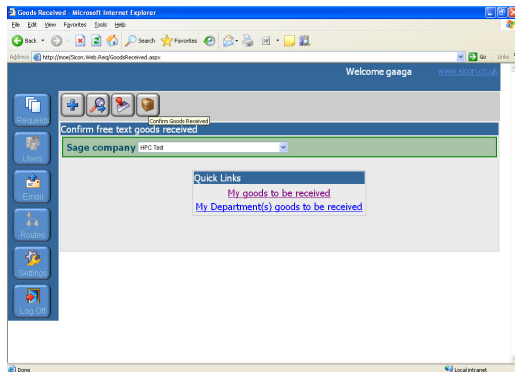 Goods Received - Microsoft Internet Explorer
File Edit View Favorites Tools Help
Back Search Favorites
Address http://moe/Sicon.Web.Req/GoodsReceived.aspx Go Links
Welcome gaaga www.sicon.co.uk
Requests
Confirm Goods Received
Confirm free text goods received
Sage company HPC Test
Users
Quick Links
My goods to be received
My Department(s) goods to be received
Email
Routes
Settings
Log Off
Done Local intranet